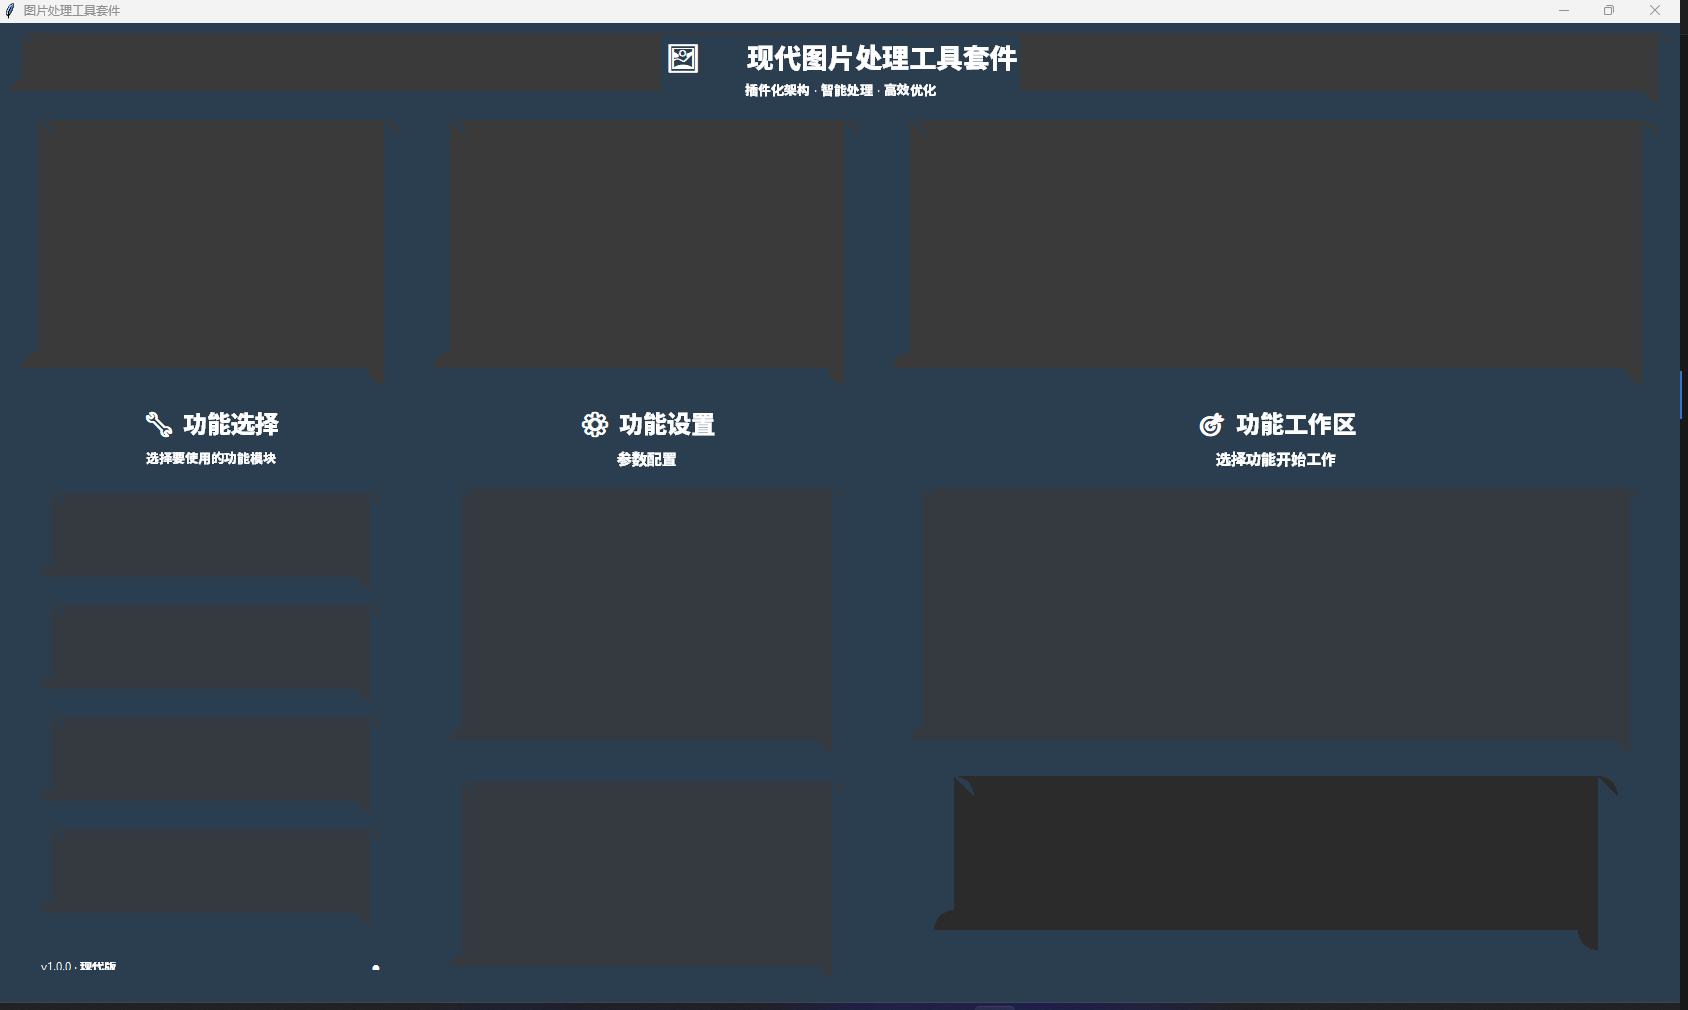 图片处理工具套件
现代图片处理工具套件
插件化架构 · 智能处理 · 高效优化
功能选择
选择要使用的功能模块
功能设置
参数配置
功能工作区
选择功能开始工作
v1.0.0 · 现代版